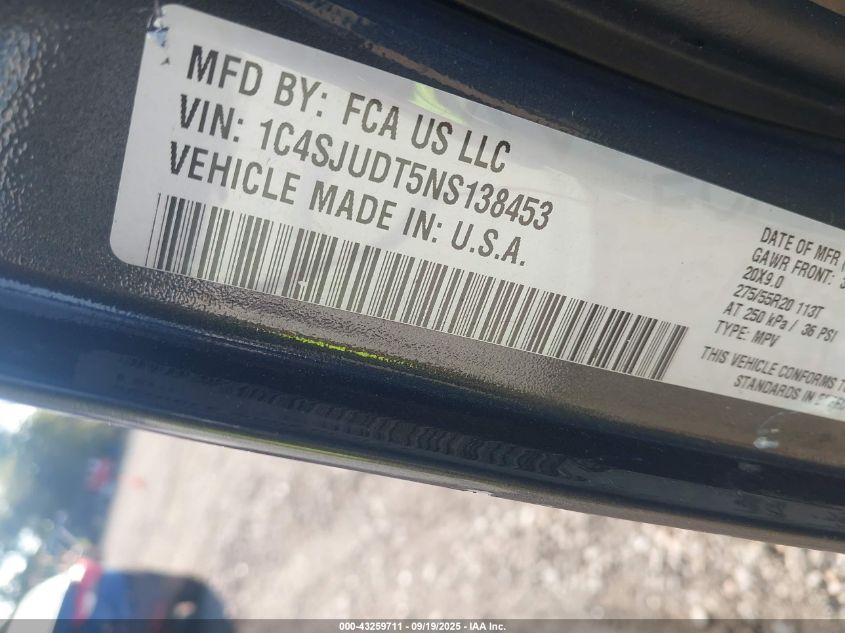 MFD BY: FCA US LLC
VIN: 1C4SJUDT5NS138453
VEHICLE MADE IN: U.S.A.
DATE OF MFR
GAWR FRONT:
20X9.0
275/55R20 113T
AT 250 kPa / 36 PSI
TYPE: MPV
THIS VEHICLE CONFORMS
STANDARDS IN
000-43259711 - 09/19/2025 - IAA Inc.